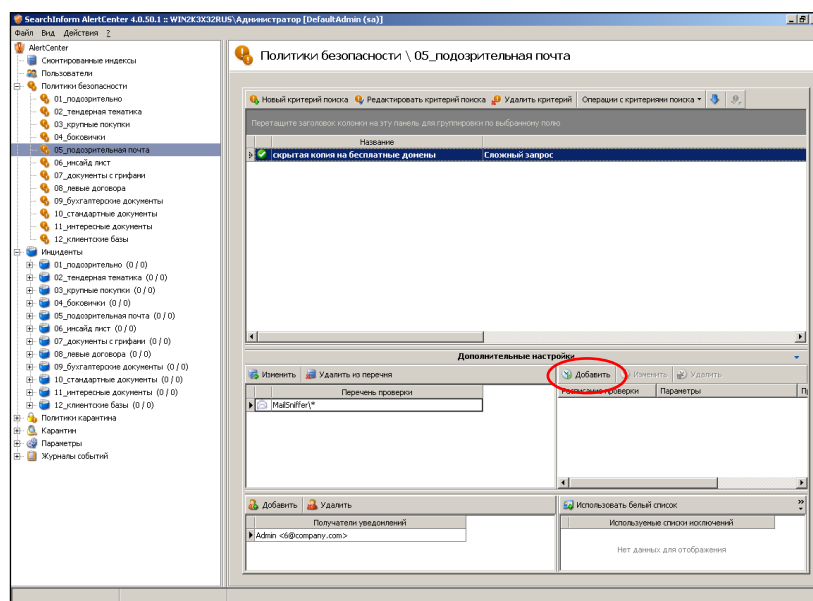 SearchInform AlertCenter 4.0.50.1 :: WIN2K3X32RUS\Администратор [DefaultAdmin (sa)]
Файл Вид Действия ?
AlertCenter
Смонтированные индексы
Пользователи
Политики безопасности
01_подозрительно
02_тендерная тематика
03_крупные покупки
04_боковички
05_подозрительная почта
06_инсайд лист
07_документы с грифами
08_левые договора
09_бухгалтерские документы
10_стандартные документы
11_интересные документы
12_клиентские базы
Инциденты
01_подозрительно (0 / 0)
02_тендерная тематика (0 / 0)
03_крупные покупки (0 / 0)
04_боковички (0 / 0)
05_подозрительная почта (0 / 0)
06_инсайд лист (0 / 0)
07_документы с грифами (0 / 0)
08_левые договора (0 / 0)
09_бухгалтерские документы (0 / 0)
10_стандартные документы (0 / 0)
11_интересные документы (0 / 0)
12_клиентские базы (0 / 0)
Политики карантина
Карантин
Параметры
Журналы событий
Политики безопасности \ 05_подозрительная почта
Новый критерий поиска Редактировать критерий поиска Удалить критерий Операции с критериями поиска
Перетащите заголовок колонки на эту панель для группировки по выбранному полю
Название
скрытая копия на бесплатные домены Сложный запрос
Дополнительные настройки
Изменить Удалить из перечня
Перечень проверки
MailSniffer\*
Добавить Изменить Удалить
Расписание проверки Параметры
Добавить Удалить
Получатели уведомлений
Admin <6@company.com>
Использовать белый список
Используемые списки исключений
Нет данных для отображения